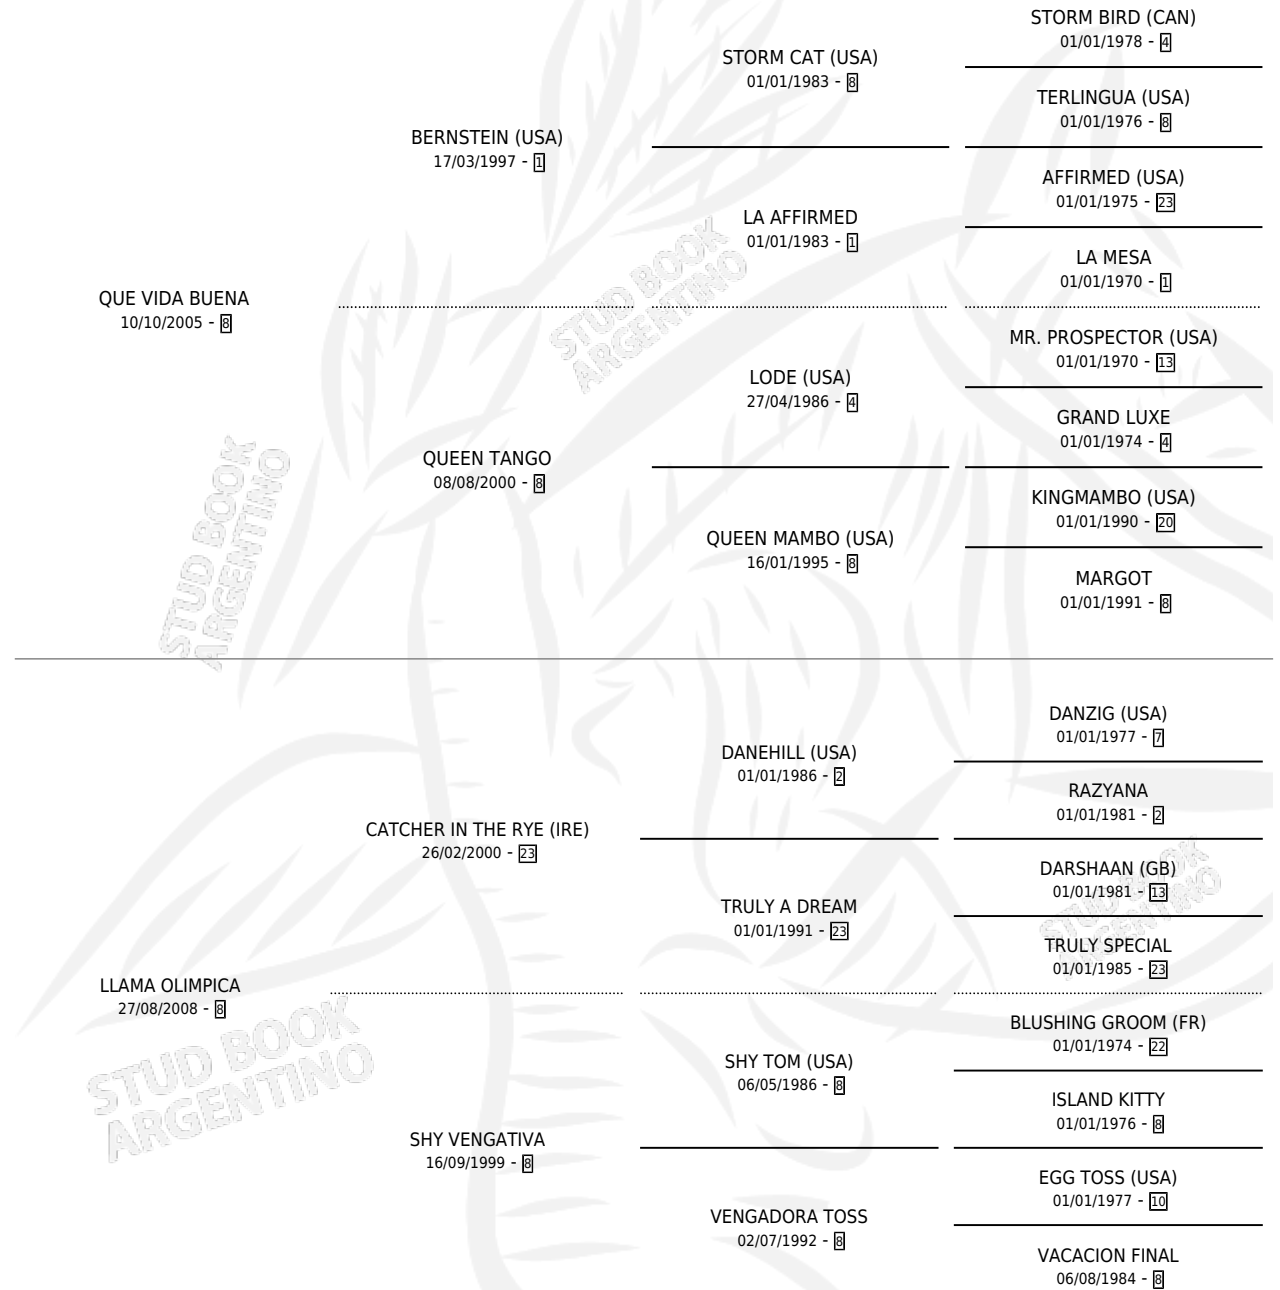 STORM BIRD (CAN)
01/01/1978 - 4
STORM CAT (USA)
01/01/1983 - 8
TERLINGUA (USA)
01/01/1976 - 8
BERNSTEIN (USA)
17/03/1997 - 1
AFFIRMED (USA)
01/01/1975 - 23
LA AFFIRMED
01/01/1983 - 1
LA MESA
01/01/1970 - 1
QUE VIDA BUENA
10/10/2005 - 8
MR. PROSPECTOR (USA)
01/01/1970 - 13
LODE (USA)
27/04/1986 - 4
GRAND LUXE
01/01/1974 - 4
QUEEN TANGO
08/08/2000 - 8
KINGMAMBO (USA)
01/01/1990 - 20
QUEEN MAMBO (USA)
16/01/1995 - 8
MARGOT
01/01/1991 - 8
STUD BOOK
ARGENTINO
STUD BOOK
ARGENTINO
DANZIG (USA)
01/01/1977 - 7
DANEHILL (USA)
01/01/1986 - 2
RAZYANA
01/01/1981 - 2
CATCHER IN THE RYE (IRE)
26/02/2000 - 23
DARSHAAN (GB)
01/01/1981 - 13
TRULY A DREAM
01/01/1991 - 23
TRULY SPECIAL
01/01/1985 - 23
LLAMA OLIMPICA
27/08/2008 - 8
BLUSHING GROOM (FR)
01/01/1974 - 22
SHY TOM (USA)
06/05/1986 - 8
ISLAND KITTY
01/01/1976 - 8
SHY VENGATIVA
16/09/1999 - 8
EGG TOSS (USA)
01/01/1977 - 10
VENGADORA TOSS
02/07/1992 - 8
VACACION FINAL
06/08/1984 - 8
STUD BOOK
ARGENTINO
STUD BOOK
ARGENTINO